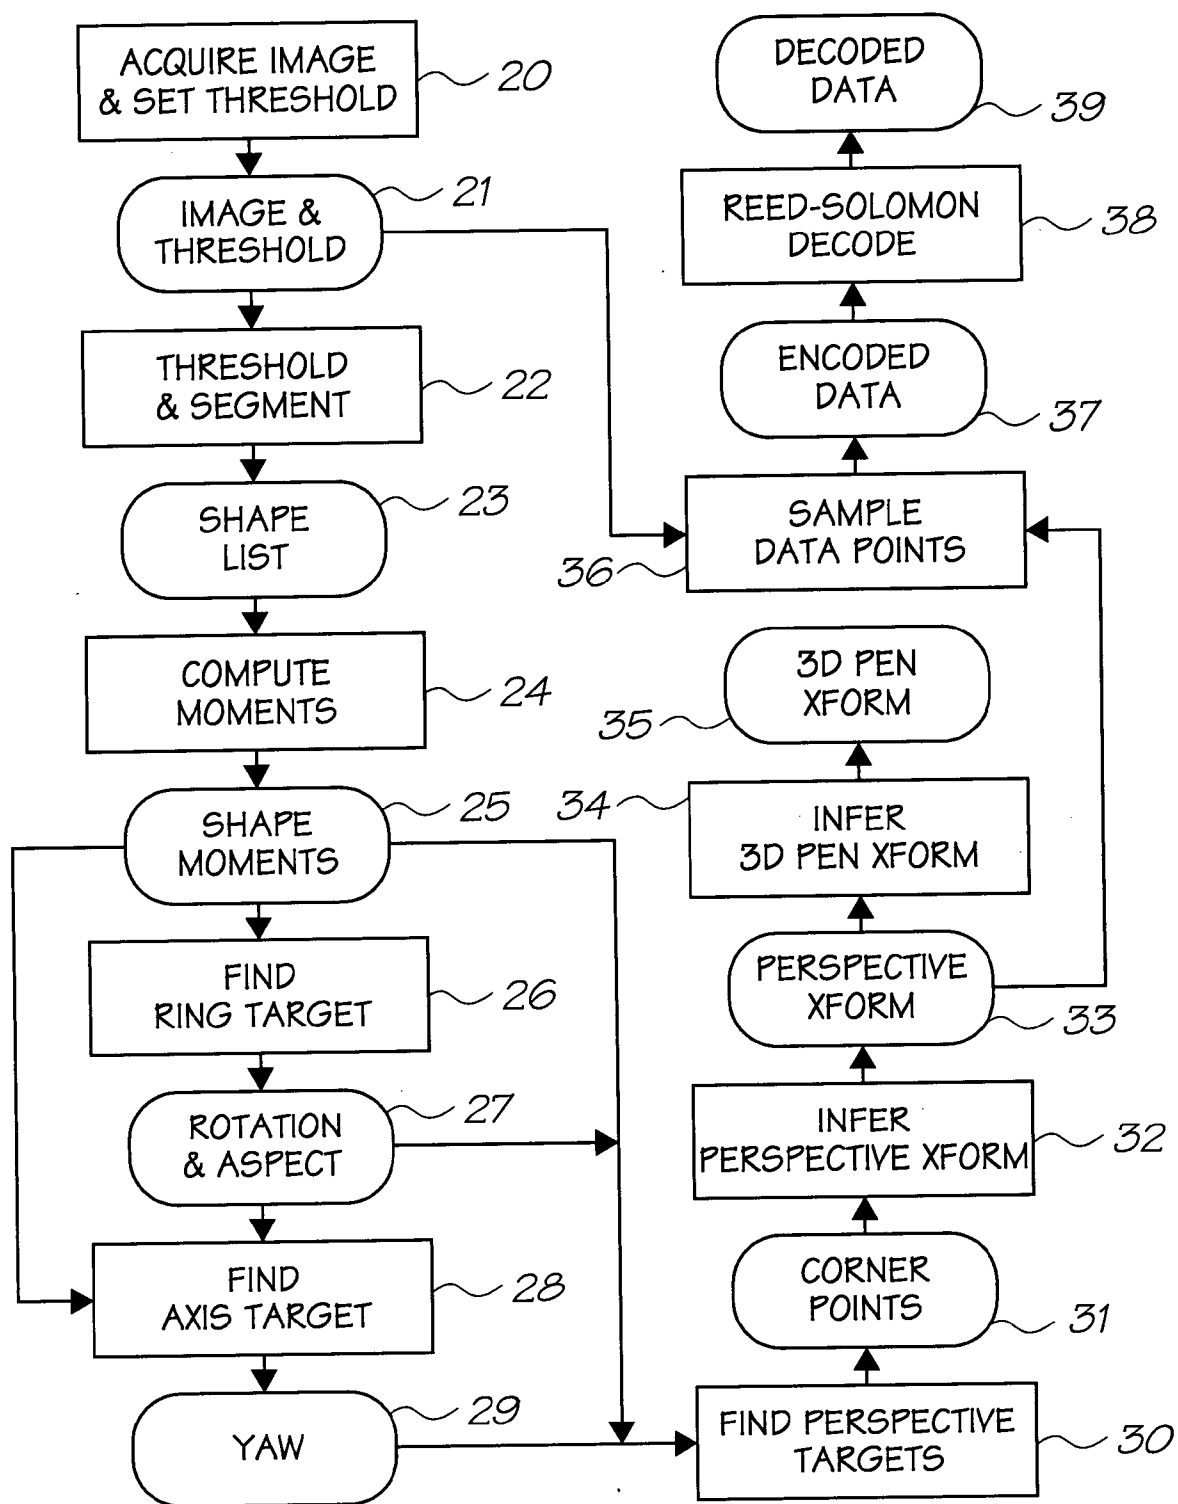 ACQUIRE IMAGE
& SET THRESHOLD
20
IMAGE &
THRESHOLD
21
THRESHOLD
& SEGMENT
22
SHAPE
LIST
23
COMPUTE
MOMENTS
24
SHAPE
MOMENTS
25
FIND
RING TARGET
26
ROTATION
& ASPECT
27
FIND
AXIS TARGET
28
YAW
29
DECODED
DATA
39
REED-SOLOMON
DECODE
38
ENCODED
DATA
37
SAMPLE
DATA POINTS
36
3D PEN
XFORM
35
INFER
3D PEN XFORM
34
PERSPECTIVE
XFORM
33
INFER
PERSPECTIVE XFORM
32
CORNER
POINTS
31
FIND PERSPECTIVE
TARGETS
30